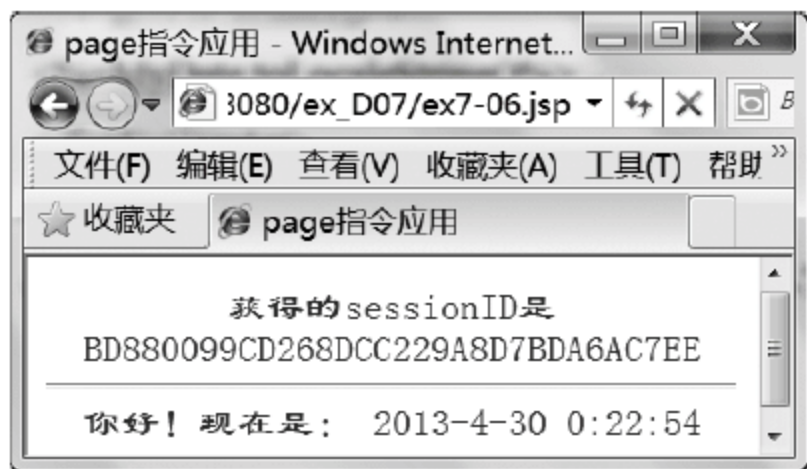 page指令应用 - Windows Internet...
3080/ex_D07/ex7-06.jsp
文件(F) 编辑(E) 查看(V) 收藏夹(A) 工具(T) 帮助 »
收藏夹 page指令应用
获得的sessionID是
BD880099CD268DCC229A8D7BDA6AC7EE
你好！现在是： 2013-4-30 0:22:54